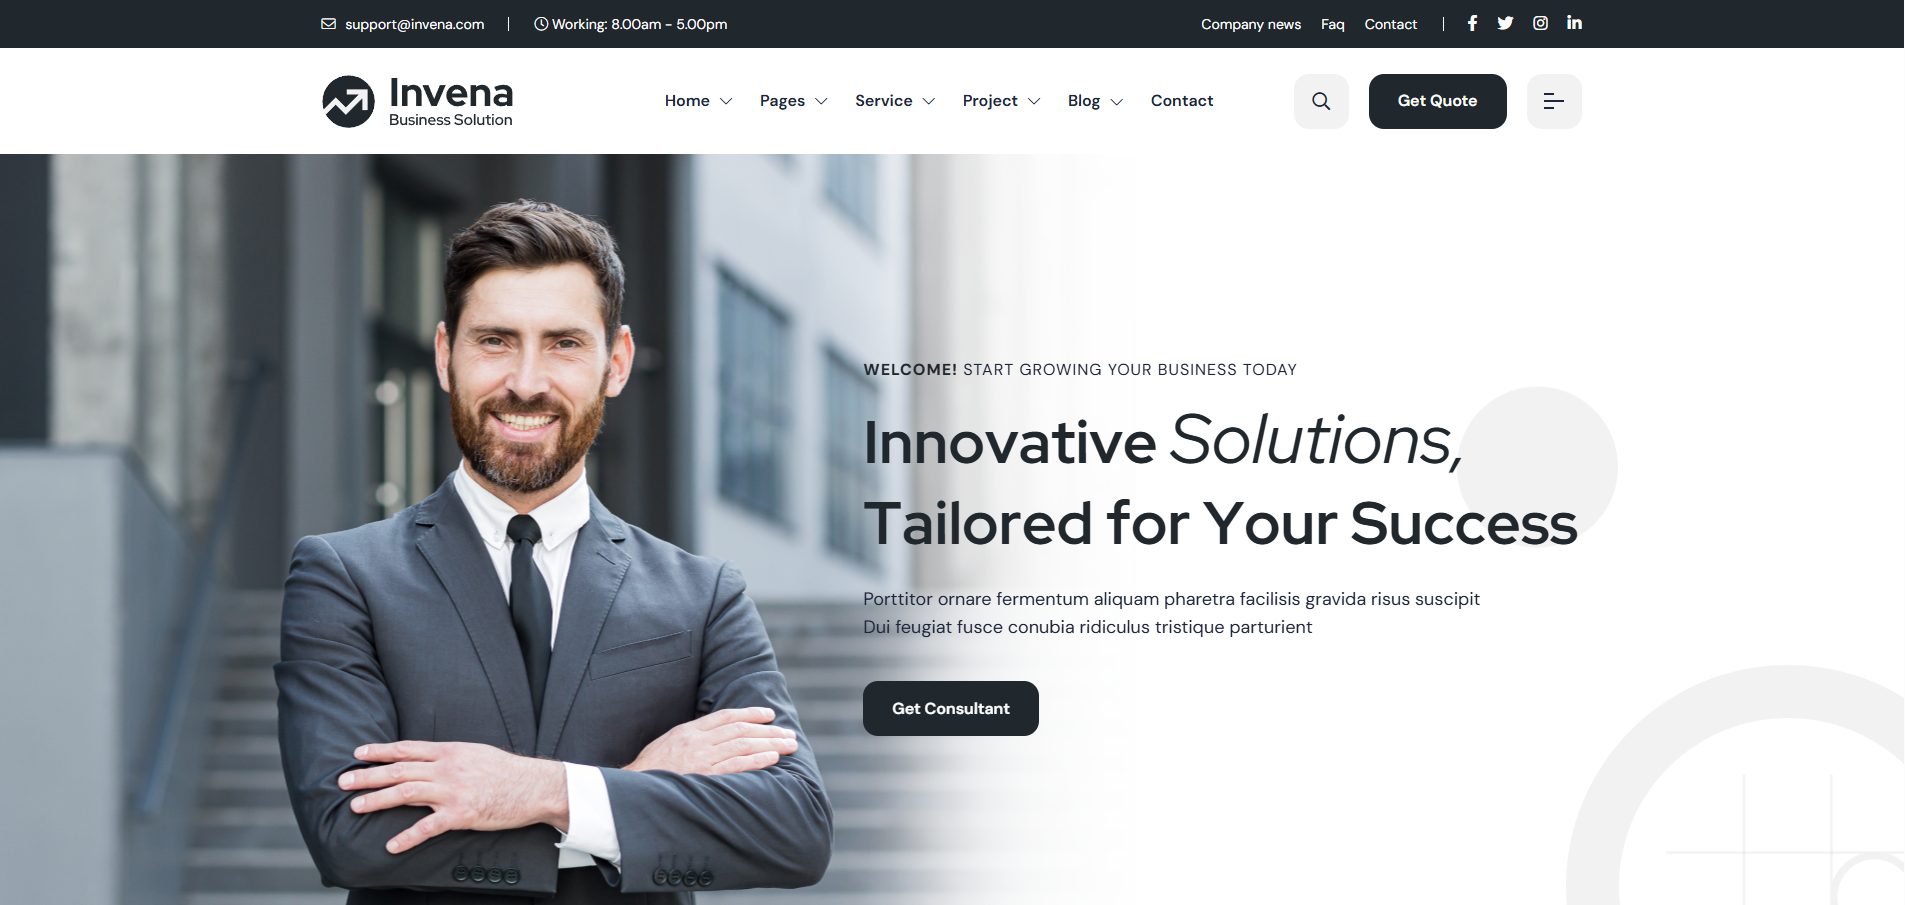 support@invena.com | Working: 8.00am - 5.00pm
Company news Faq Contact |
Invena
Business Solution
Home Pages Service Project Blog Contact
Get Quote
WELCOME! START GROWING YOUR BUSINESS TODAY
Innovative Solutions,
Tailored for Your Success
Porttitor ornare fermentum aliquam pharetra facilisis gravida risus suscipit
Dui feugiat fusce conubia ridiculus tristique parturient
Get Consultant